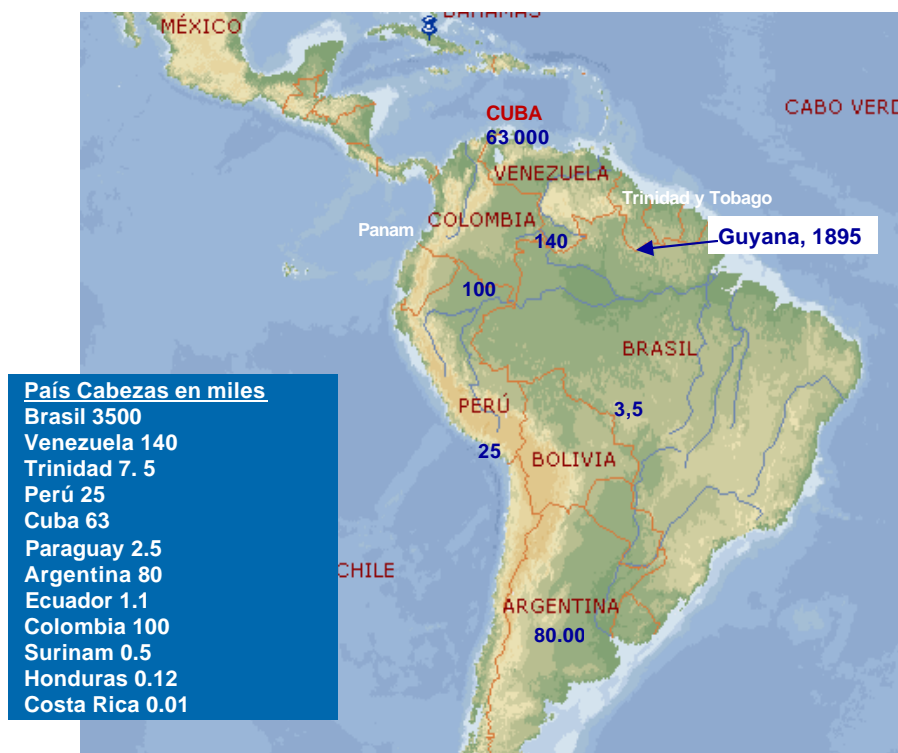 BAHAMAS
MÉXICO
CABO VERD
CUBA
63 000
VENEZUELA
Trinidad y Tobago
COLOMBIA
Panam
140
Guyana, 1895
100
BRASIL
País Cabezas en miles
Brasil 3500
Venezuela 140
Trinidad 7. 5
Perú 25
Cuba 63
Paraguay 2.5
Argentina 80
Ecuador 1.1
Colombia 100
Surinam 0.5
Honduras 0.12
Costa Rica 0.01
PERÚ
3,5
25
BOLIVIA
CHILE
ARGENTINA
80.00